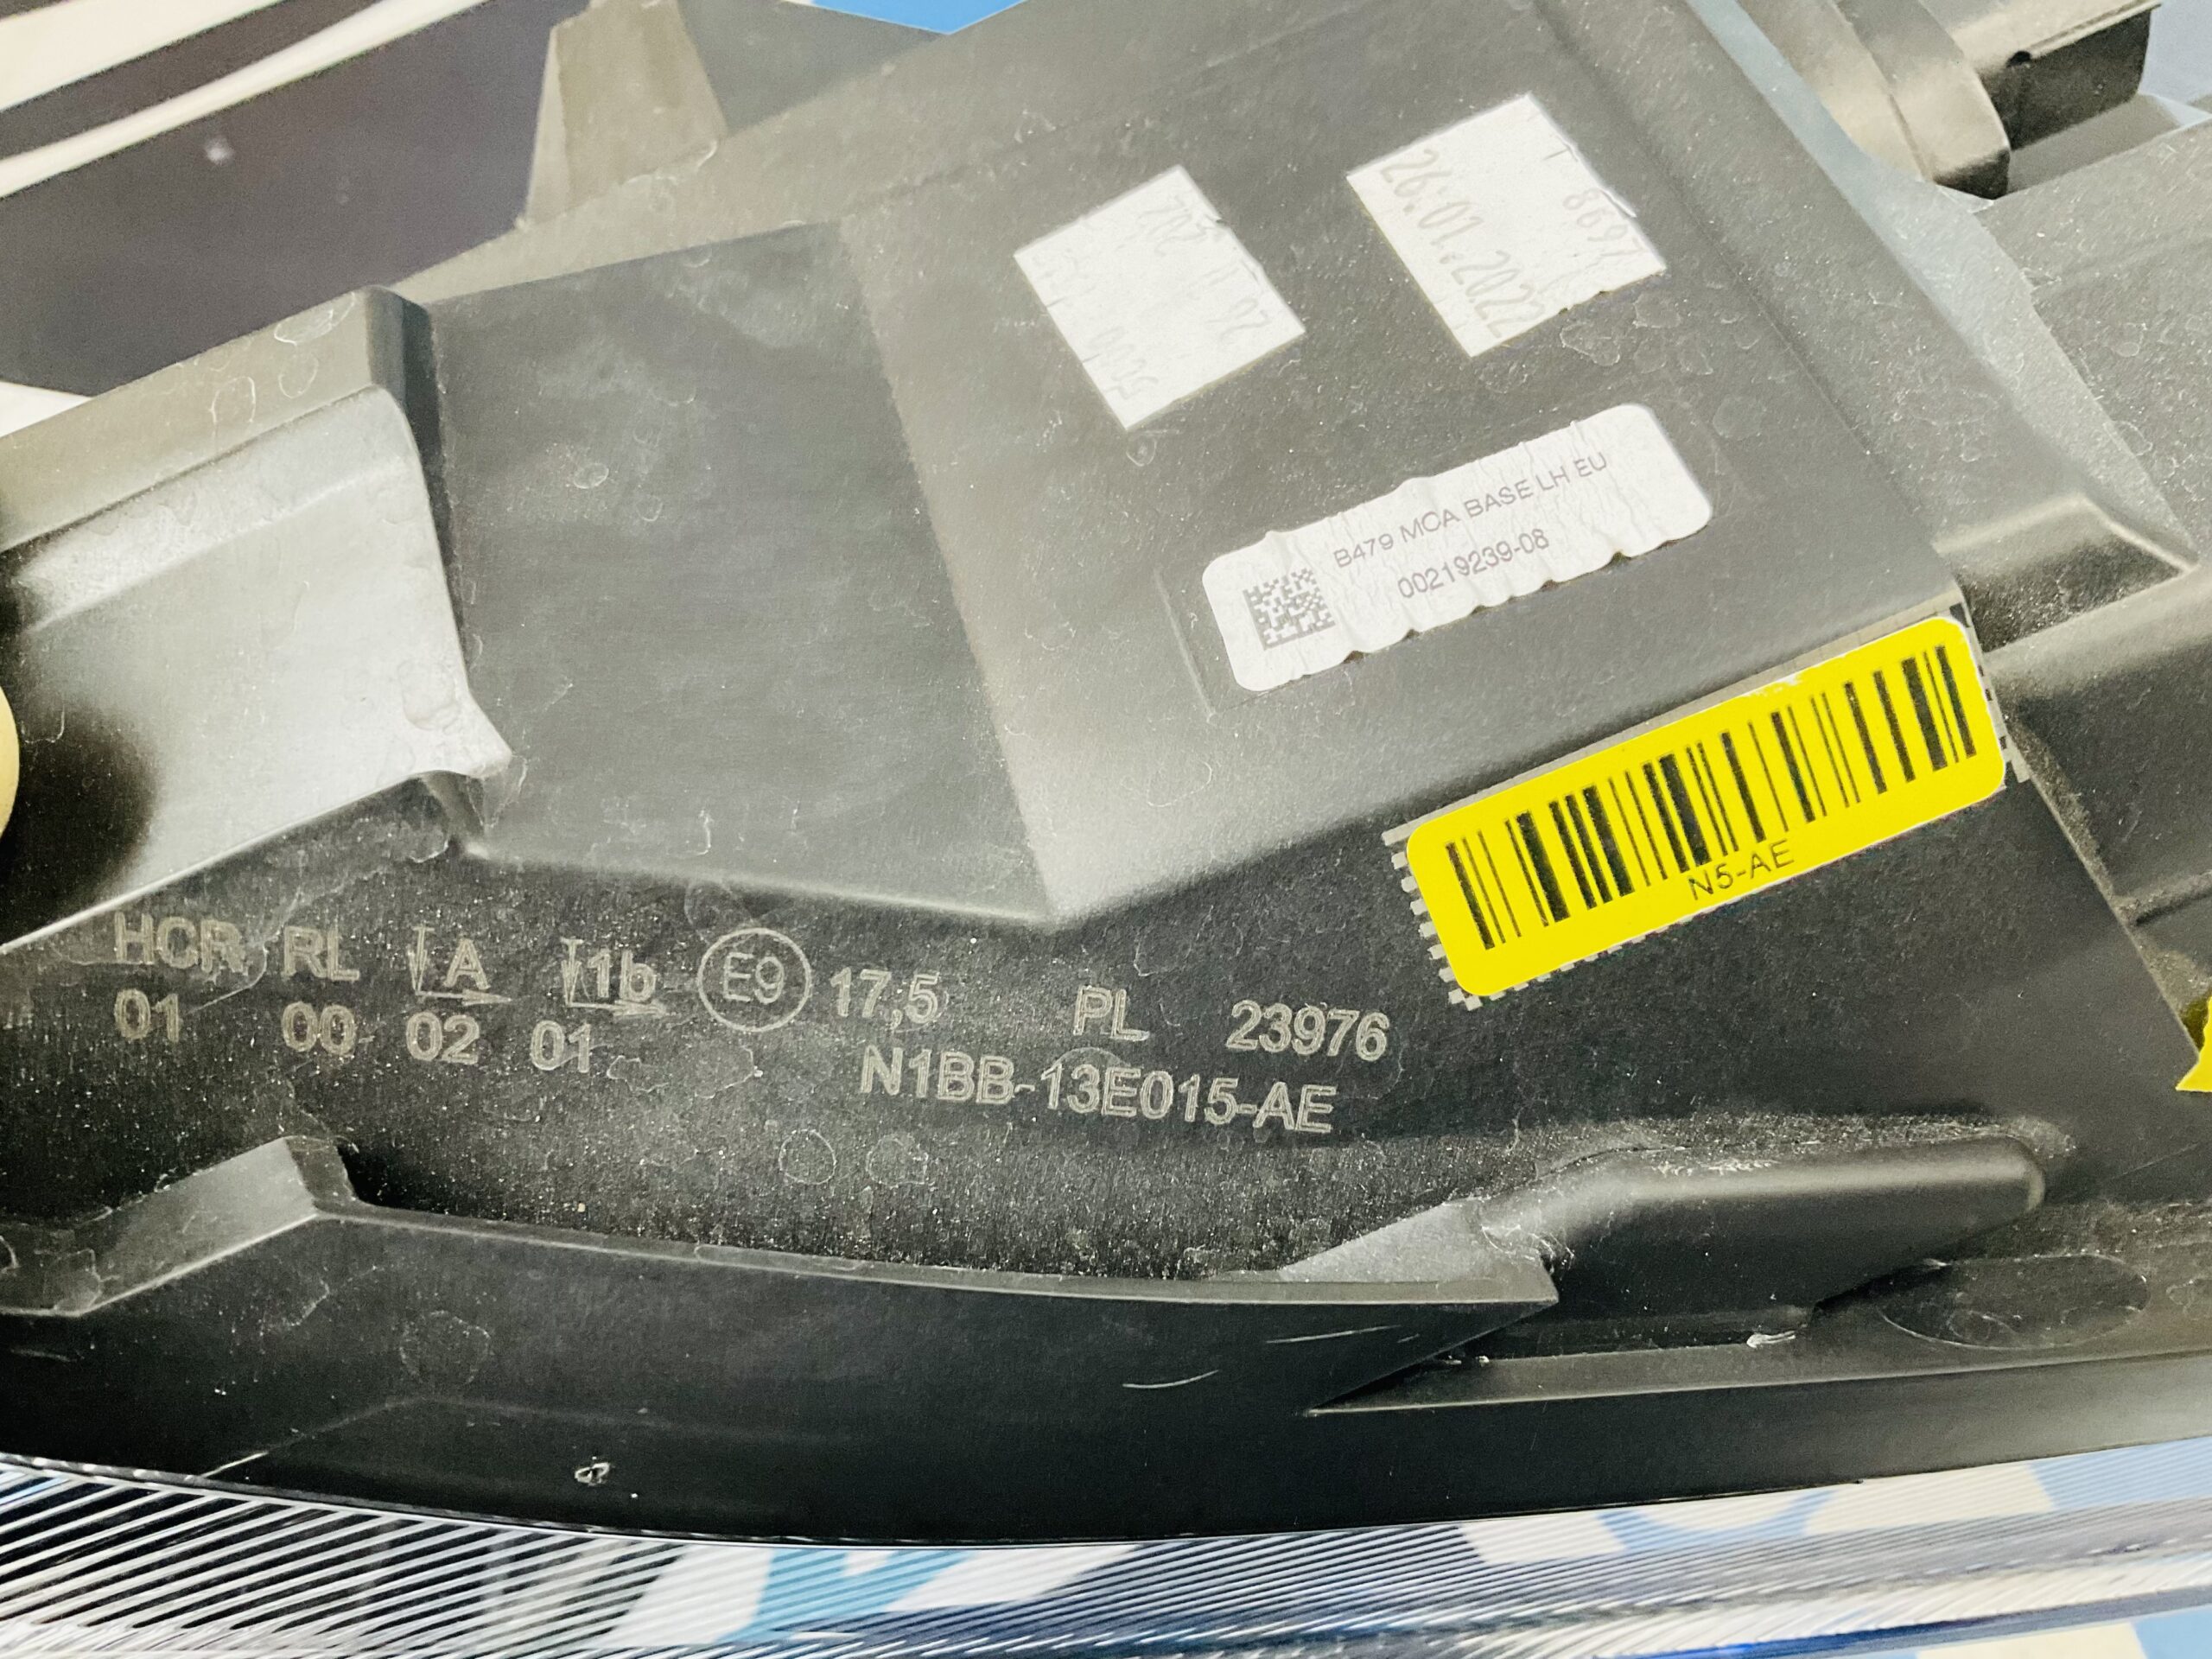 26.01.2022
B479 MCA BASE LH EU
00219239-08
N5-AE
HCR RL A 1b E9 17,5 PL 23976
01 00 02 01
N1BB-13E015-AE